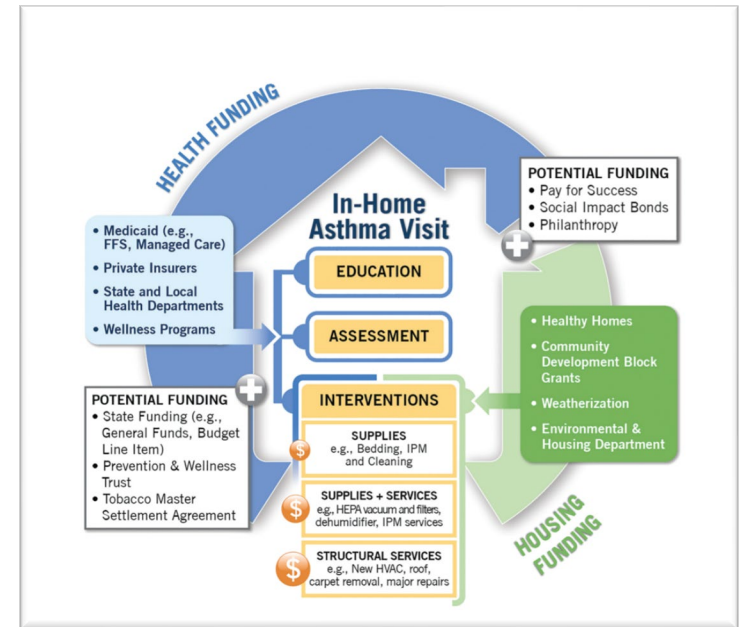 HEALTH FUNDING
In-Home
Asthma Visit
EDUCATION
ASSESSMENT
INTERVENTIONS
SUPPLIES
e.g., Bedding, IPM
and Cleaning
SUPPLIES + SERVICES
e.g., HEPA vacuum and filters,
dehumidifier, IPM services
STRUCTURAL SERVICES
e.g., New HVAC, roof,
carpet removal, major repairs
$
$
$
• Medicaid (e.g.,
FFS, Managed Care)
• Private Insurers
• State and Local
Health Departments
• Wellness Programs
POTENTIAL FUNDING
• State Funding (e.g.,
General Funds, Budget
Line Item)
• Prevention & Wellness
Trust
• Tobacco Master
Settlement Agreement
POTENTIAL FUNDING
• Pay for Success
• Social Impact Bonds
• Philanthropy
• Healthy Homes
• Community
Development Block
Grants
• Weatherization
• Environmental &
Housing Department
HOUSING
FUNDING